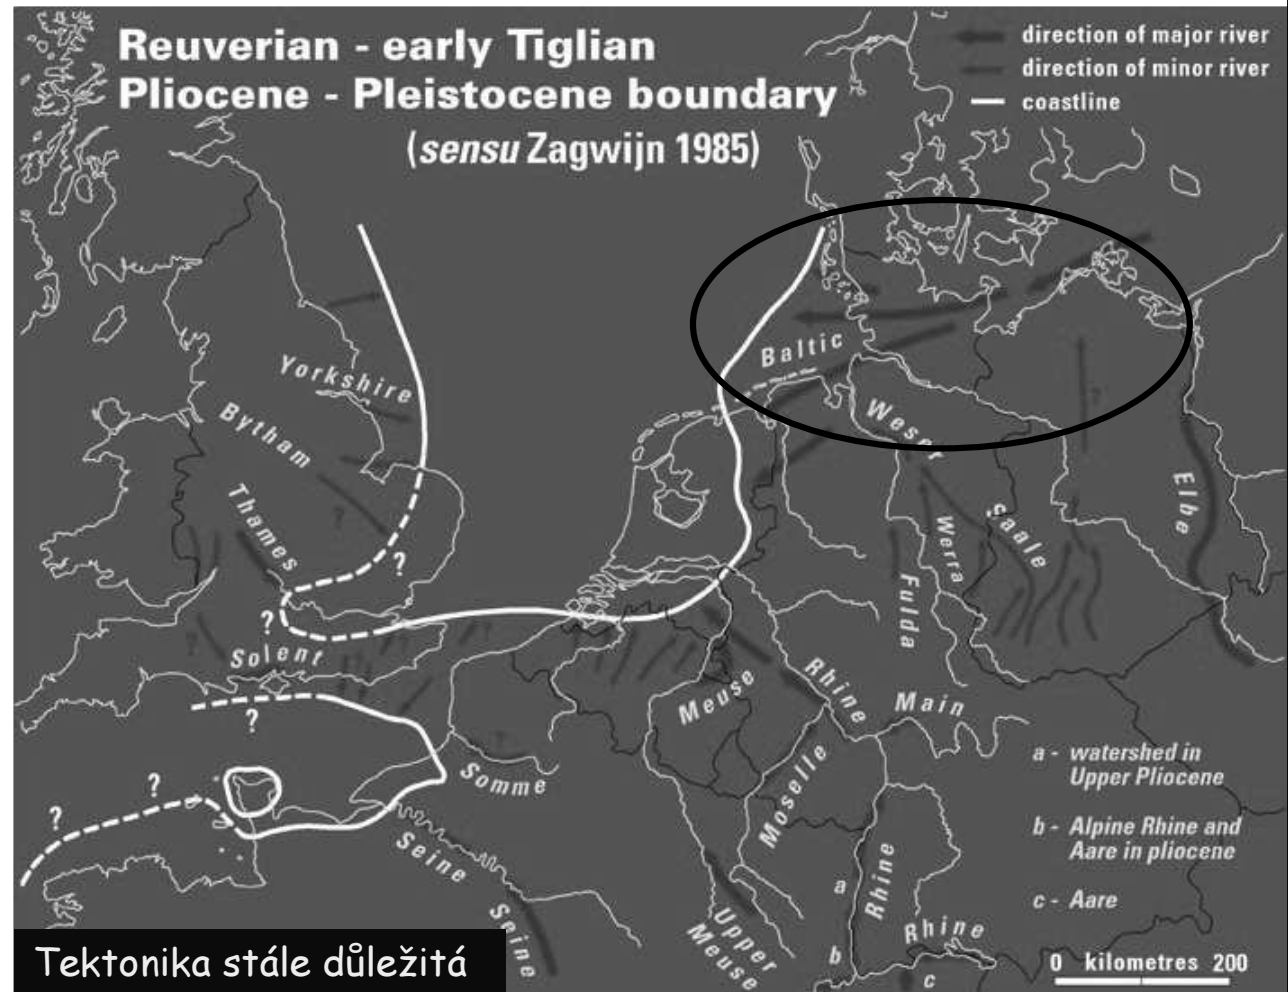 Reuverian - early Tiglian
Pliocene - Pleistocene boundary
(sensu Zagwijn 1985)
direction of major river
direction of minor river
coastline
Baltic
Yorkshire
Bytham
Thames
?
?
?
Solent
?
?
?
?
?
Weser
?
Elbe
Saale
Werra
Fulda
Meuse
Rhine
Main
Moselle
Somme
?
Seine
Seine
Upper
Meuse
a
Rhine
b
Rhine
c
a - watershed in
Upper Pliocene
b - Alpine Rhine and
Aare in pliocene
c - Aare
0 kilometres 200
Tektonika stále důležitá